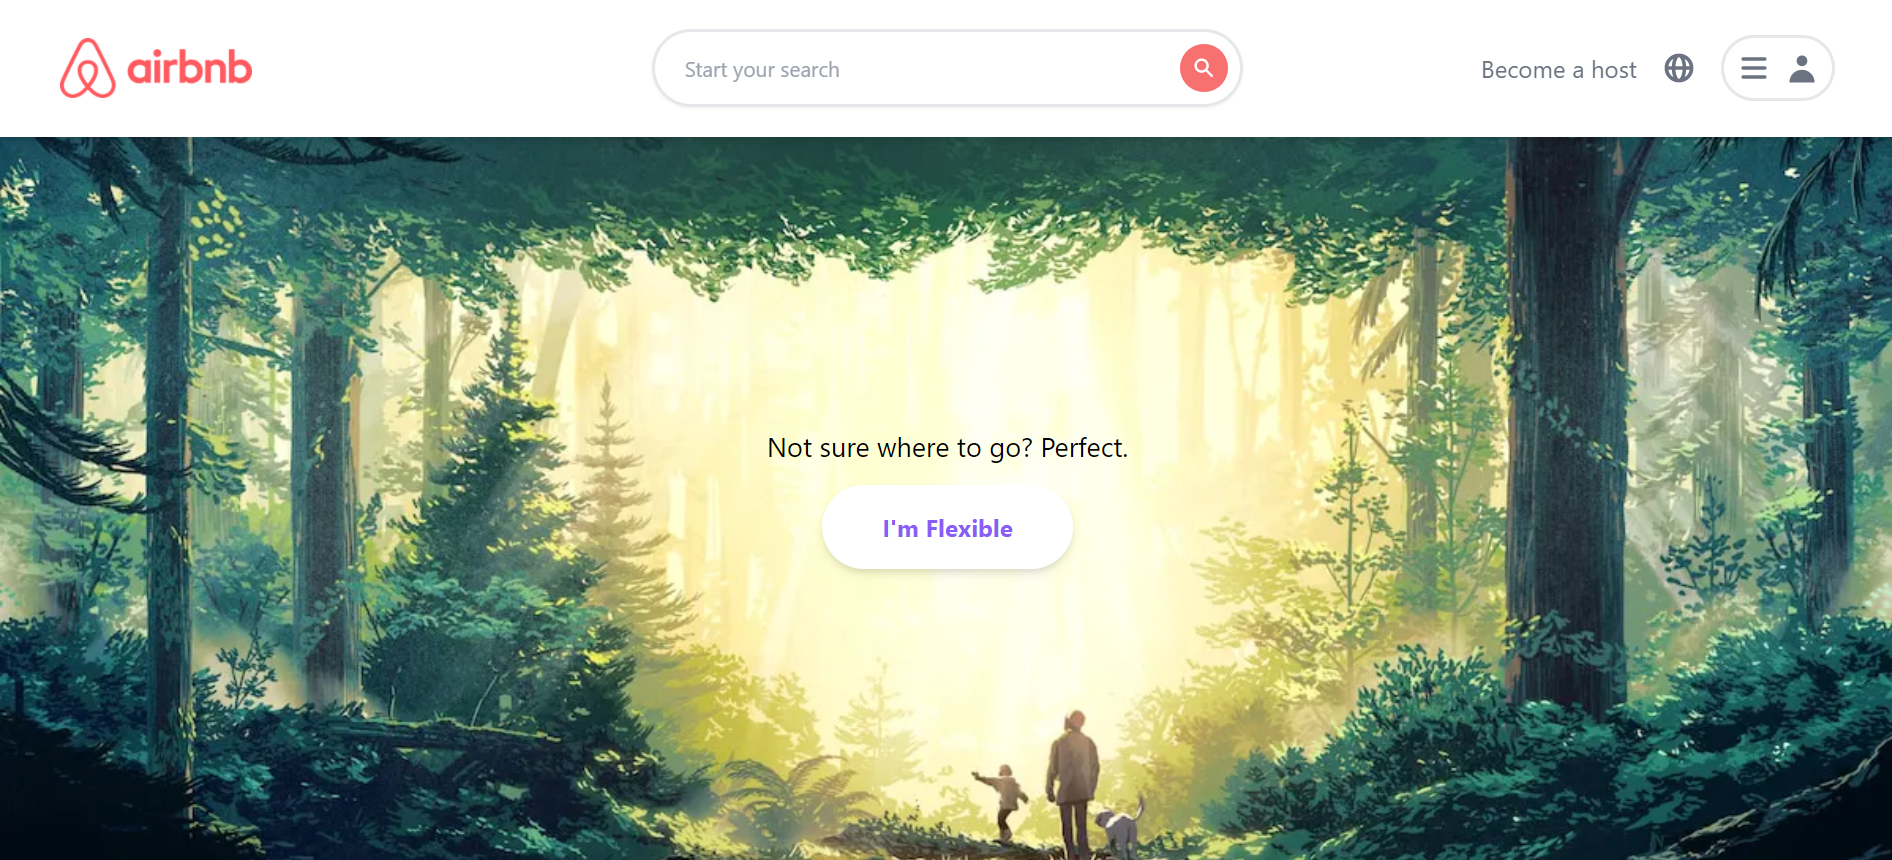 airbnb
Start your search
Become a host
Not sure where to go? Perfect.
I'm Flexible